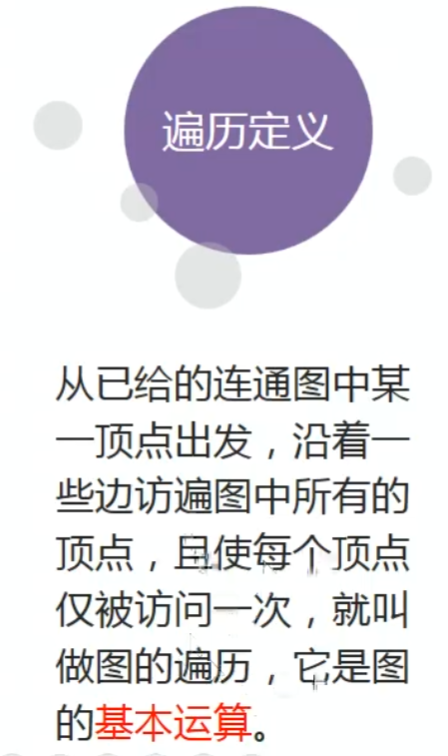 遍历定义
从已给的连通图中某
一顶点出发，沿着一
些边访遍图中所有的
顶点，且使每个顶点
仅被访问一次，就叫
做图的遍历，它是图
的基本运算。